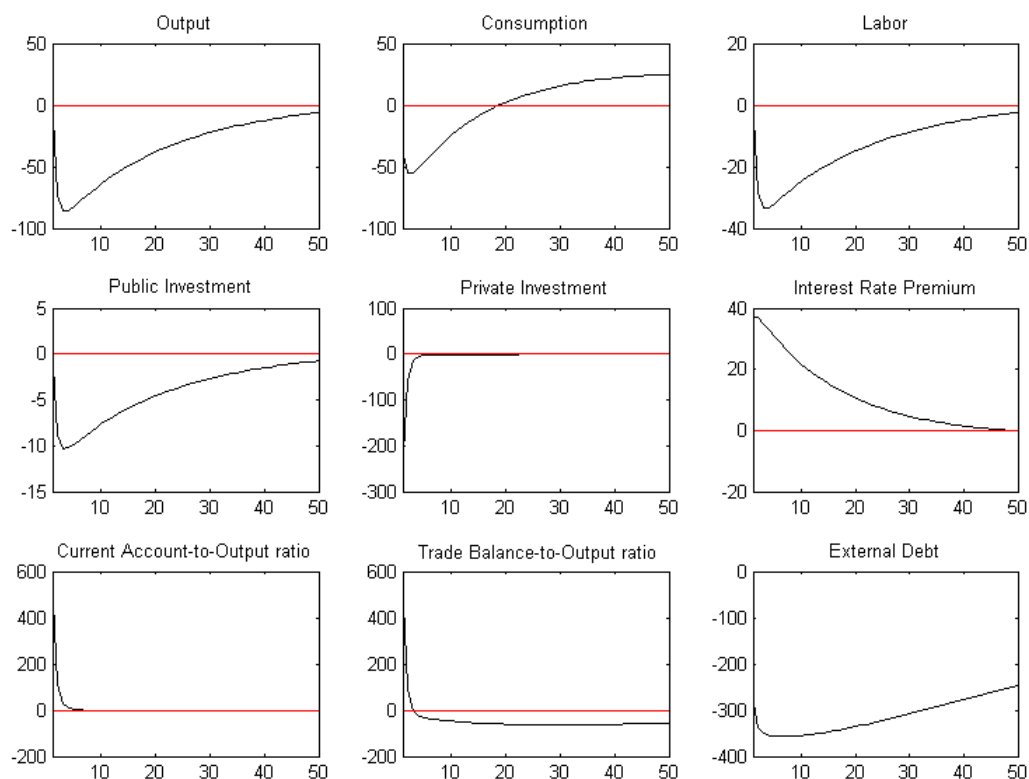 Output
50
0
-50
-100
10 20 30 40 50
Consumption
50
0
-50
-100
10 20 30 40 50
Labor
20
0
-20
-40
10 20 30 40 50
Public Investment
5
0
-5
-10
-15
10 20 30 40 50
Private Investment
100
0
-100
-200
-300
10 20 30 40 50
Interest Rate Premium
40
20
0
-20
10 20 30 40 50
Current Account-to-Output ratio
600
400
200
0
-200
10 20 30 40 50
Trade Balance-to-Output ratio
600
400
200
0
-200
10 20 30 40 50
External Debt
0
-100
-200
-300
-400
10 20 30 40 50